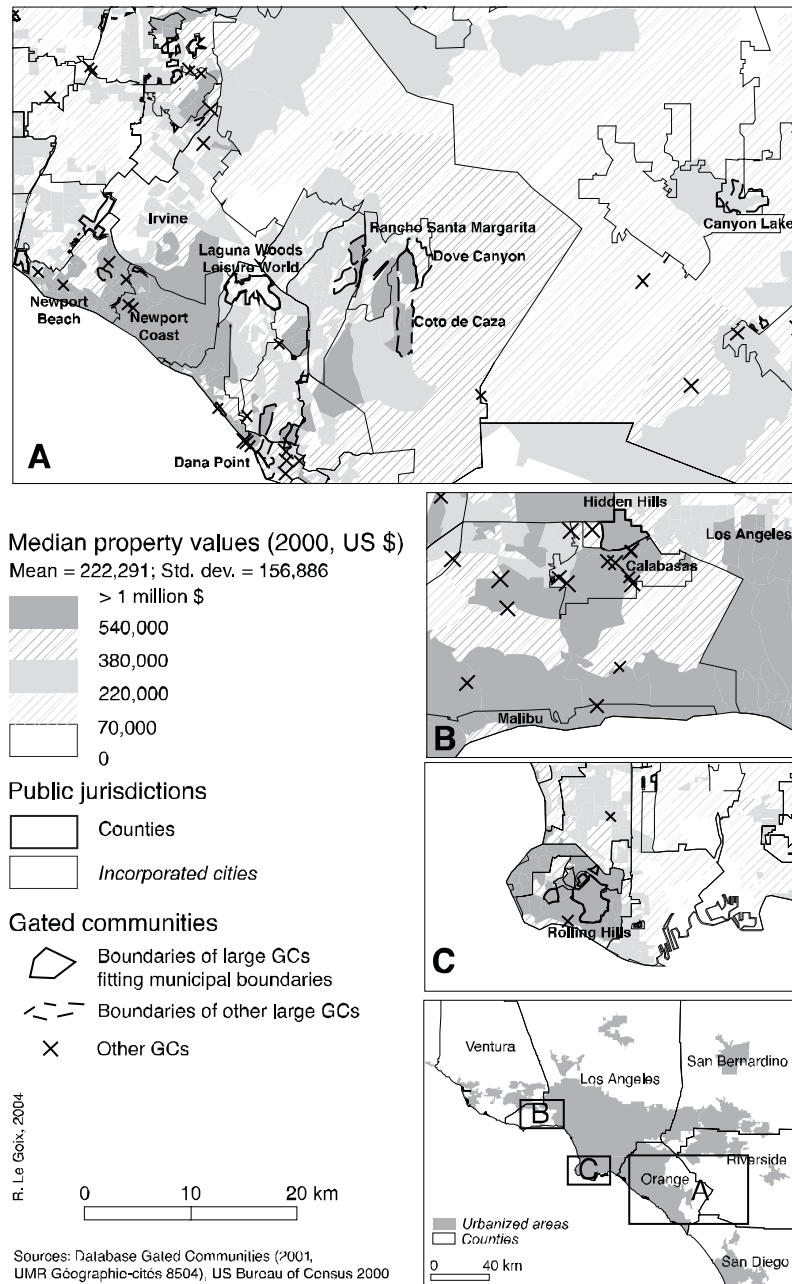 Irvine
Rancho Santa Margarita
Canyon Lake
Laguna Woods
Leisure World
Dove Canyon
Newport
Beach
Newport
Coast
Coto de Caza
Dana Point
A
Hidden Hills
Los Angeles
Calabasas
Malibu
B
Rolling Hills
C
Median property values (2000, US $)
Mean = 222,291; Std. dev. = 156,886
> 1 million $
540,000
380,000
220,000
70,000
0
Public jurisdictions
Counties
Incorporated cities
Gated communities
Boundaries of large GCs
fitting municipal boundaries
Boundaries of other large GCs
Other GCs
R. Le Goix, 2004
0 10 20 km
Sources: Database Gated Communities (2001,
UMR Géographic-cités 8504), US Bureau of Census 2000
Ventura
San Bernardino
Los Angeles
B
C
Riverside
Orange
A
Urbanized areas
Counties
San Diego
0 40 km